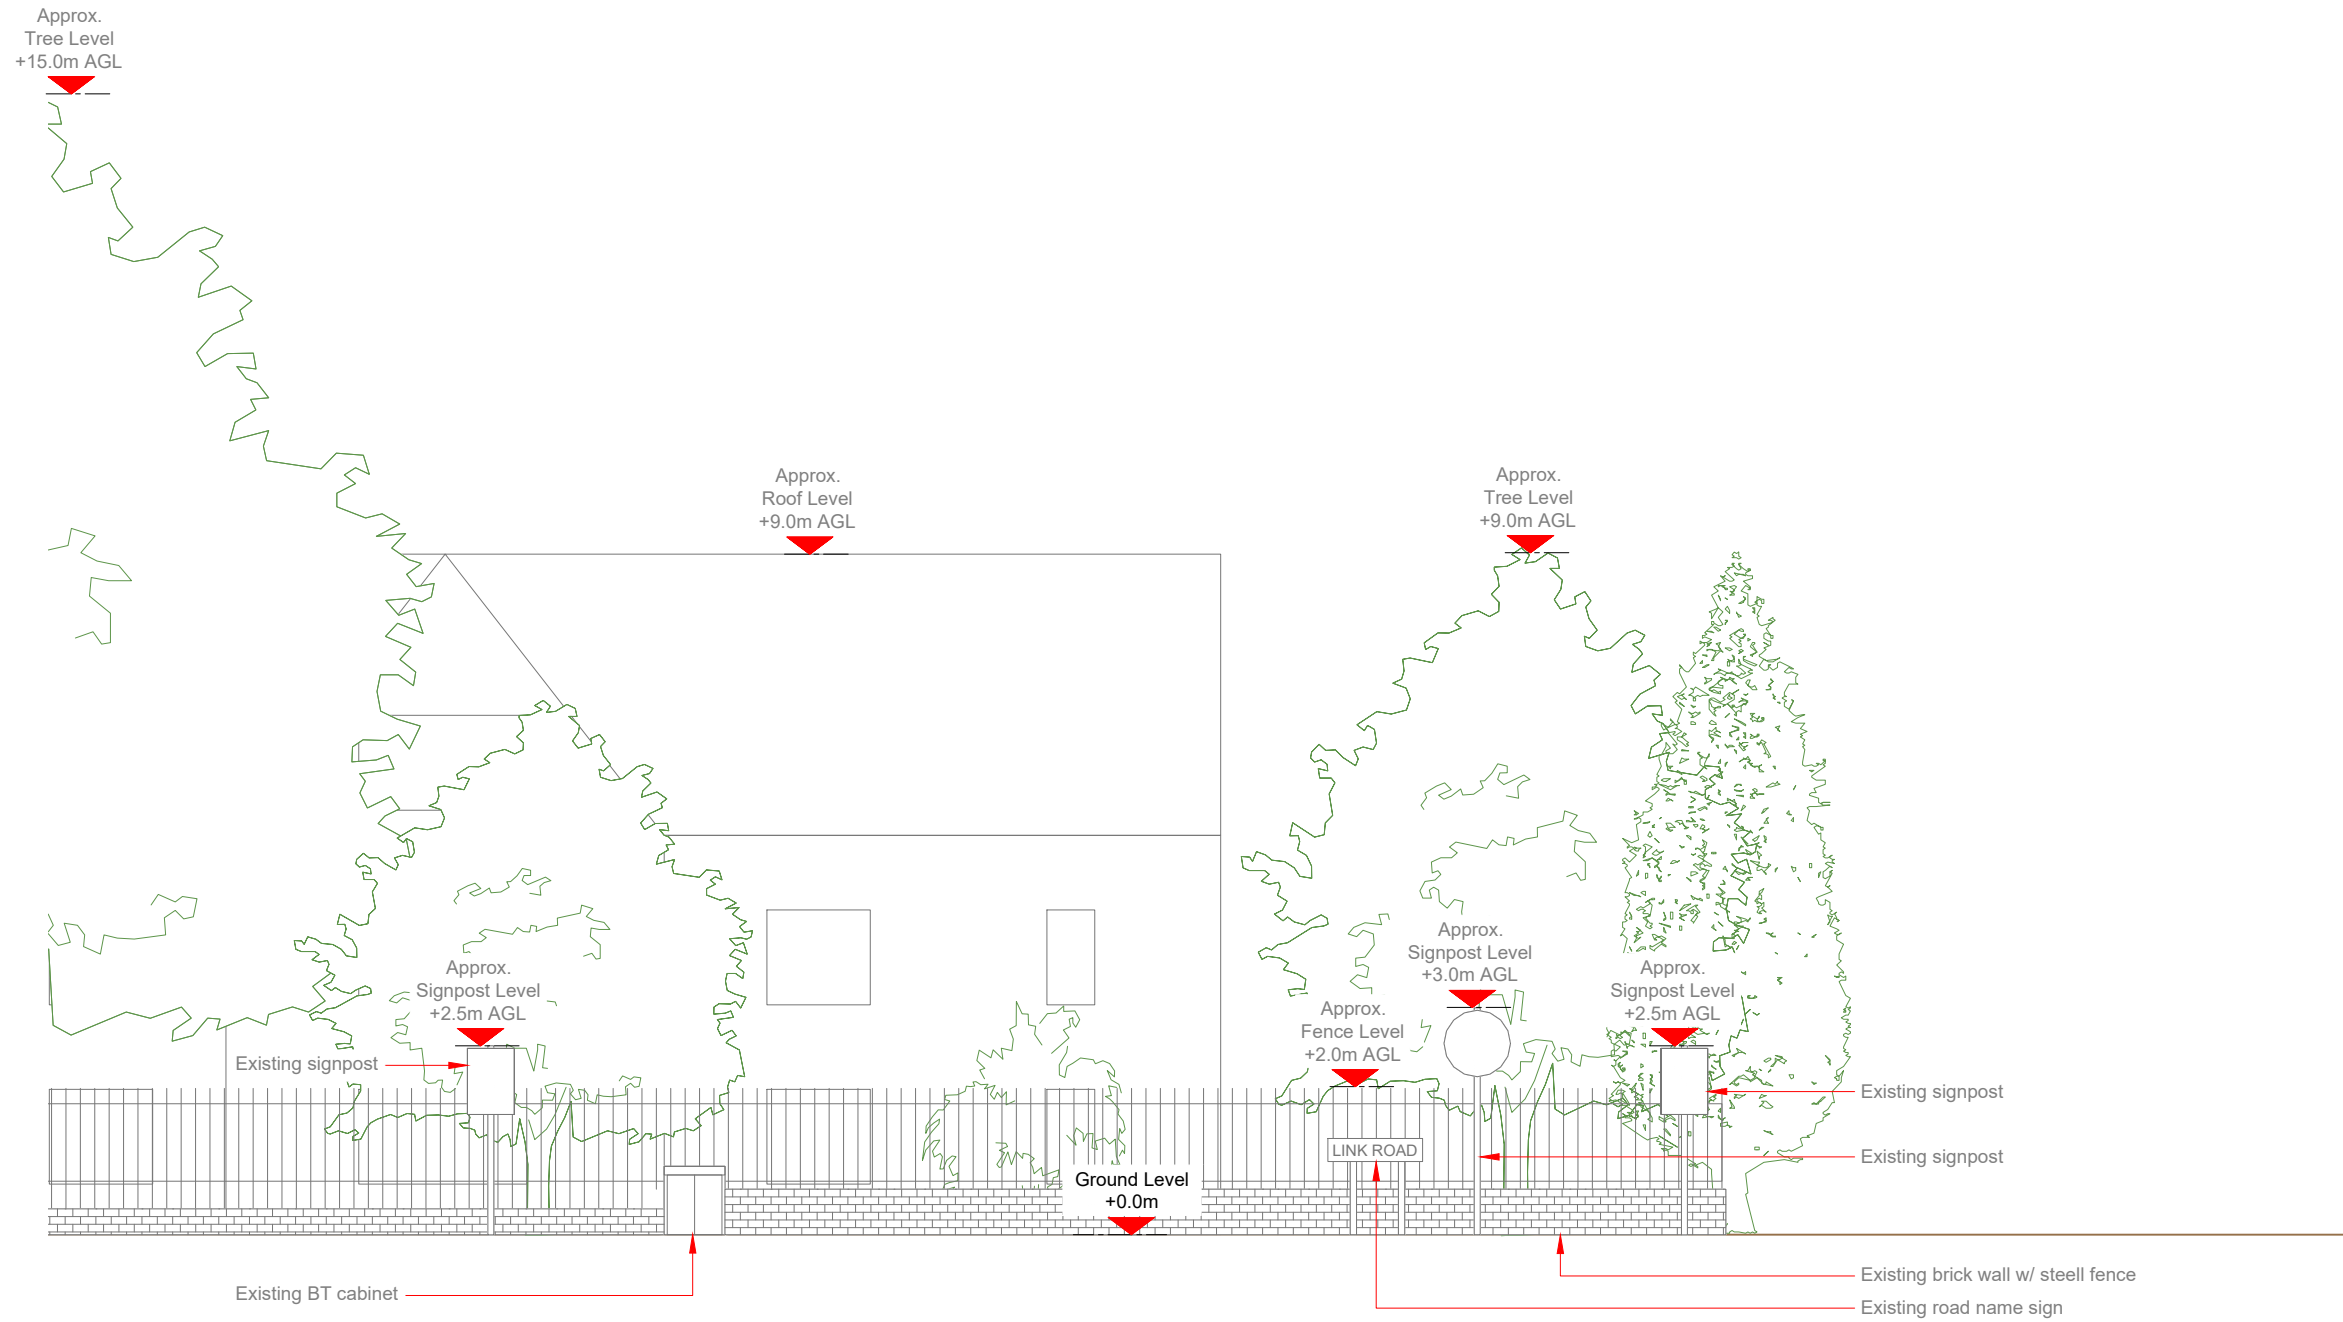 Approx.
Tree Level
+15.0m AGL
Approx.
Roof Level
+9.0m AGL
Approx.
Tree Level
+9.0m AGL
Approx.
Signpost Level
+2.5m AGL
Approx.
Signpost Level
+3.0m AGL
Approx.
Signpost Level
+2.5m AGL
Approx.
Fence Level
+2.0m AGL
Existing signpost
Existing signpost
LINK ROAD
Existing signpost
Ground Level
+0.0m
Existing BT cabinet
Existing brick wall w/ steell fence
Existing road name sign